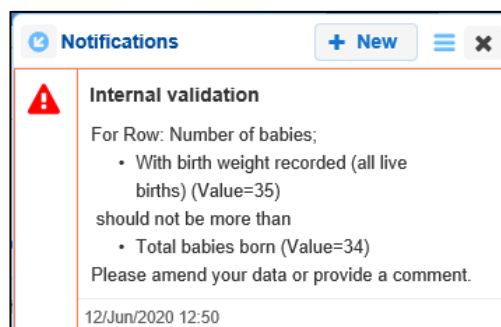 Notifications
+ New
Internal validation
For Row: Number of babies;
• With birth weight recorded (all live
births) (Value=35)
should not be more than
• Total babies born (Value=34)
Please amend your data or provide a comment.
12/Jun/2020 12:50